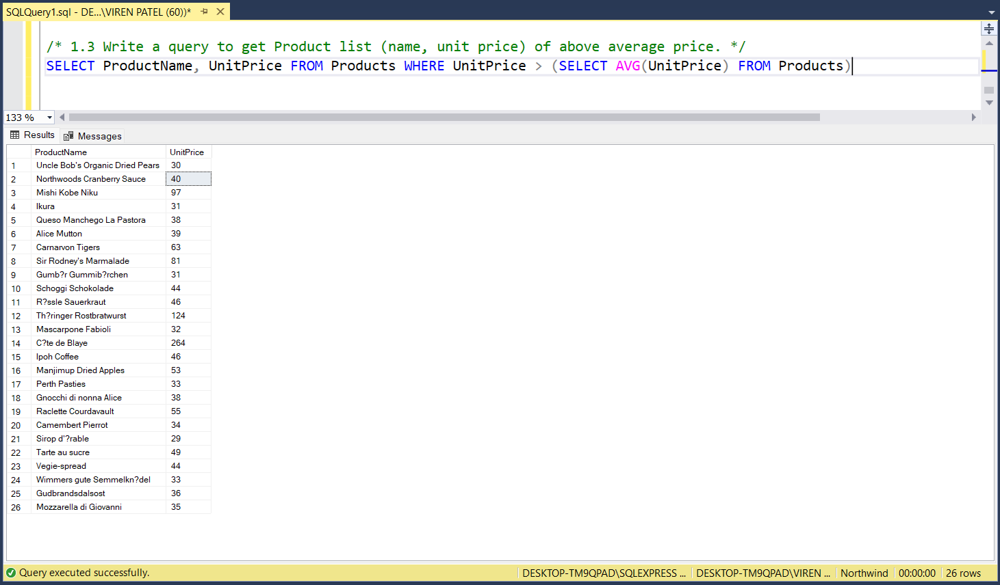 SQLQuery1.sql - DE...\VIREN PATEL (60))*
/* 1.3 Write a query to get Product list (name, unit price) of above average price. */
SELECT ProductName, UnitPrice FROM Products WHERE UnitPrice > (SELECT AVG(UnitPrice) FROM Products)
133 %
Results Messages
ProductName UnitPrice
1 Uncle Bob's Organic Dried Pears 30
2 Northwoods Cranberry Sauce 40
3 Mishi Kobe Niku 97
4 Ikura 31
5 Queso Manchego La Pastora 38
6 Alice Mutton 39
7 Carnarvon Tigers 63
8 Sir Rodney's Marmalade 81
9 Gumb?r Gummib?rchen 31
10 Schoggi Schokolade 44
11 R?ssle Sauerkraut 46
12 Th?ringer Rostbratwurst 124
13 Mascarpone Fabioli 32
14 C?te de Blaye 264
15 Ipoh Coffee 46
16 Manjimup Dried Apples 53
17 Perth Pasties 33
18 Gnocchi di nonna Alice 38
19 Raclette Courdavault 55
20 Camembert Pierrot 34
21 Sirop d'?rable 29
22 Tarte au sucre 49
23 Vegie-spread 44
24 Wimmers gute Semmelkn?del 33
25 Gudbrandsdalsost 36
26 Mozzarella di Giovanni 35
Query executed successfully. DESKTOP-TM9QPAD\SQLEXPRESS ... DESKTOP-TM9QPAD\VIREN ... Northwind 00:00:00 26 rows